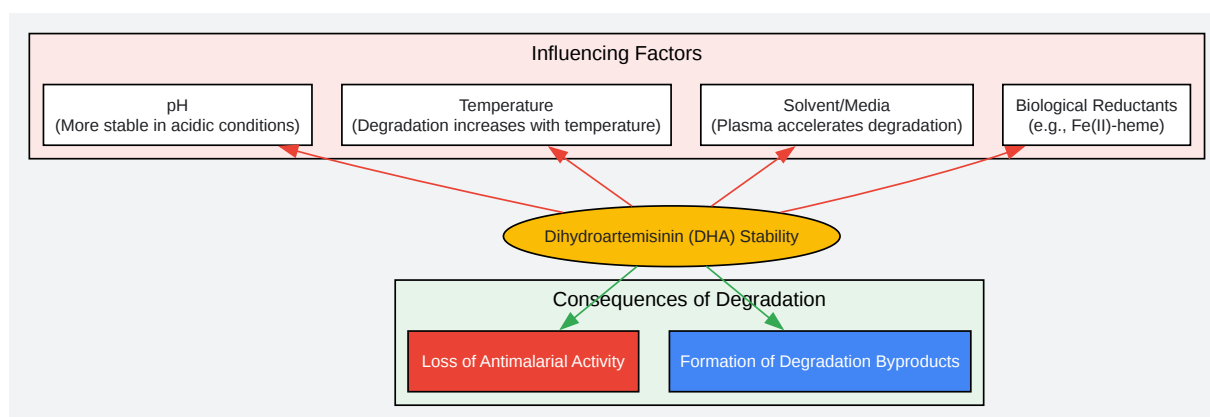 Influencing Factors
pH
(More stable in acidic conditions)
Temperature
(Degradation increases with temperature)
Solvent/Media
(Plasma accelerates degradation)
Biological Reductants
(e.g., Fe(II)-heme)
Dihydroartemisinin (DHA) Stability
Consequences of Degradation
Loss of Antimalarial Activity
Formation of Degradation Byproducts